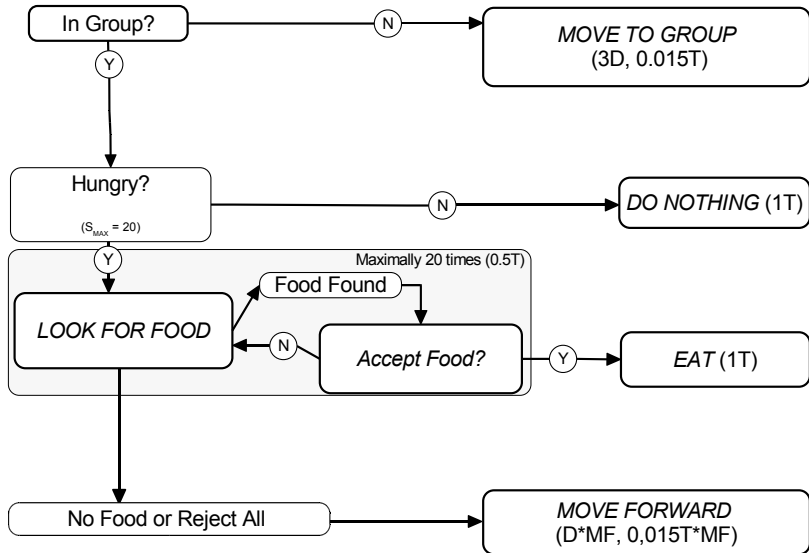 In Group?
N
MOVE TO GROUP
(3D, 0.015T)
Y
Hungry?
(SMAX = 20)
N
DO NOTHING (1T)
Y
Maximally 20 times (0.5T)
Food Found
LOOK FOR FOOD
N
Accept Food?
Y
EAT (1T)
No Food or Reject All
MOVE FORWARD
(D*MF, 0,015T*MF)